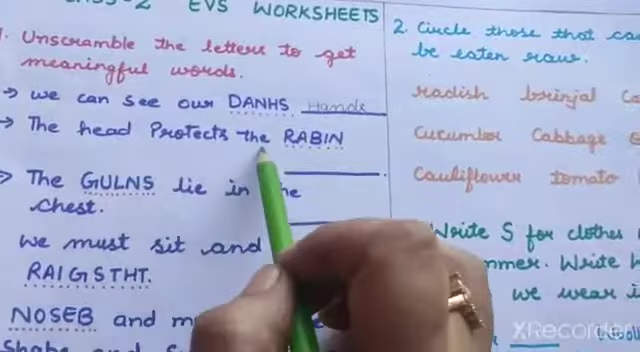 EVS WORKSHEETS
1. Unscramble the letters to get
meaningful words.
→ we can see our DANHS Hands
→ The head Protects the RABIN
→ The GULNS lie in the
chest.
we must sit and
RAIGSTHT.
NOSEB and
2. Circle those that
be eaten raw.
radish brinjal
Cucumber Cabbage
Cauliflower tomato
Write S for clothes
Write
we wear
XRecorder